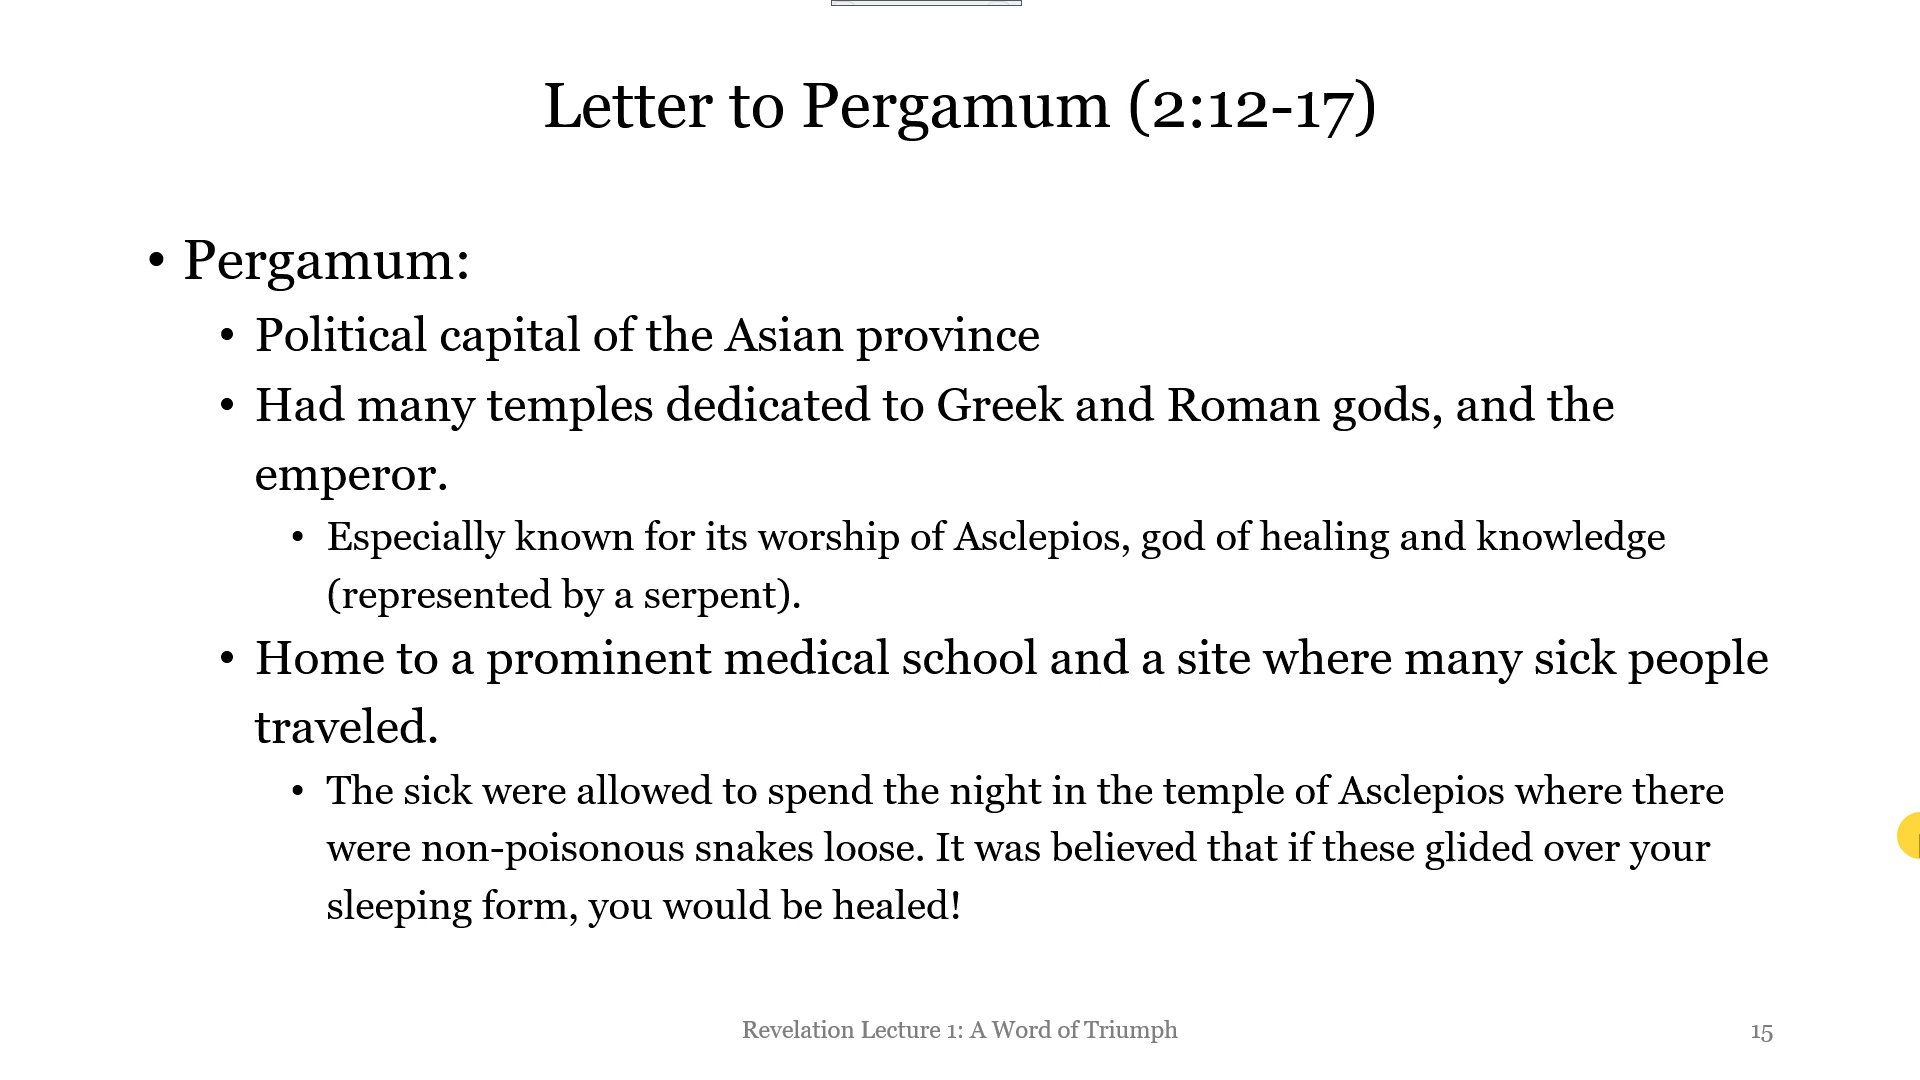 Letter to Pergamum (2:12-17)
• Pergamum:
• Political capital of the Asian province
• Had many temples dedicated to Greek and Roman gods, and the
emperor.
• Especially known for its worship of Asclepios, god of healing and knowledge
(represented by a serpent).
• Home to a prominent medical school and a site where many sick people
traveled.
• The sick were allowed to spend the night in the temple of Asclepios where there
were non-poisonous snakes loose. It was believed that if these glided over your
sleeping form, you would be healed!
Revelation Lecture 1: A Word of Triumph
15